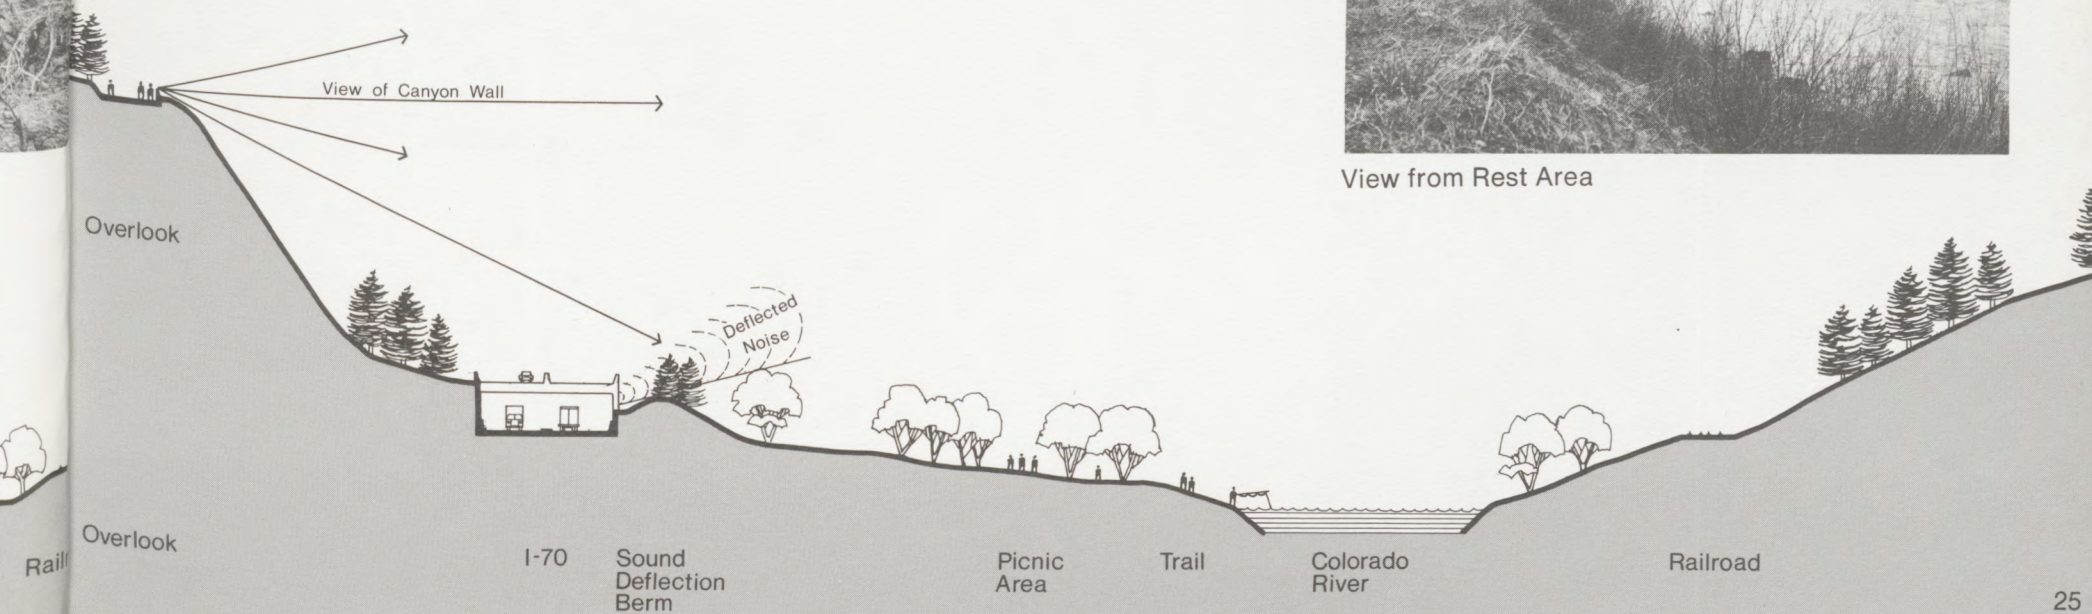 View of Canyon Wall
View from Rest Area
Overlook
Deflected
Noise
Overlook
I-70
Sound
Deflection
Berm
Picnic
Area
Trail
Colorado
River
Railroad
25